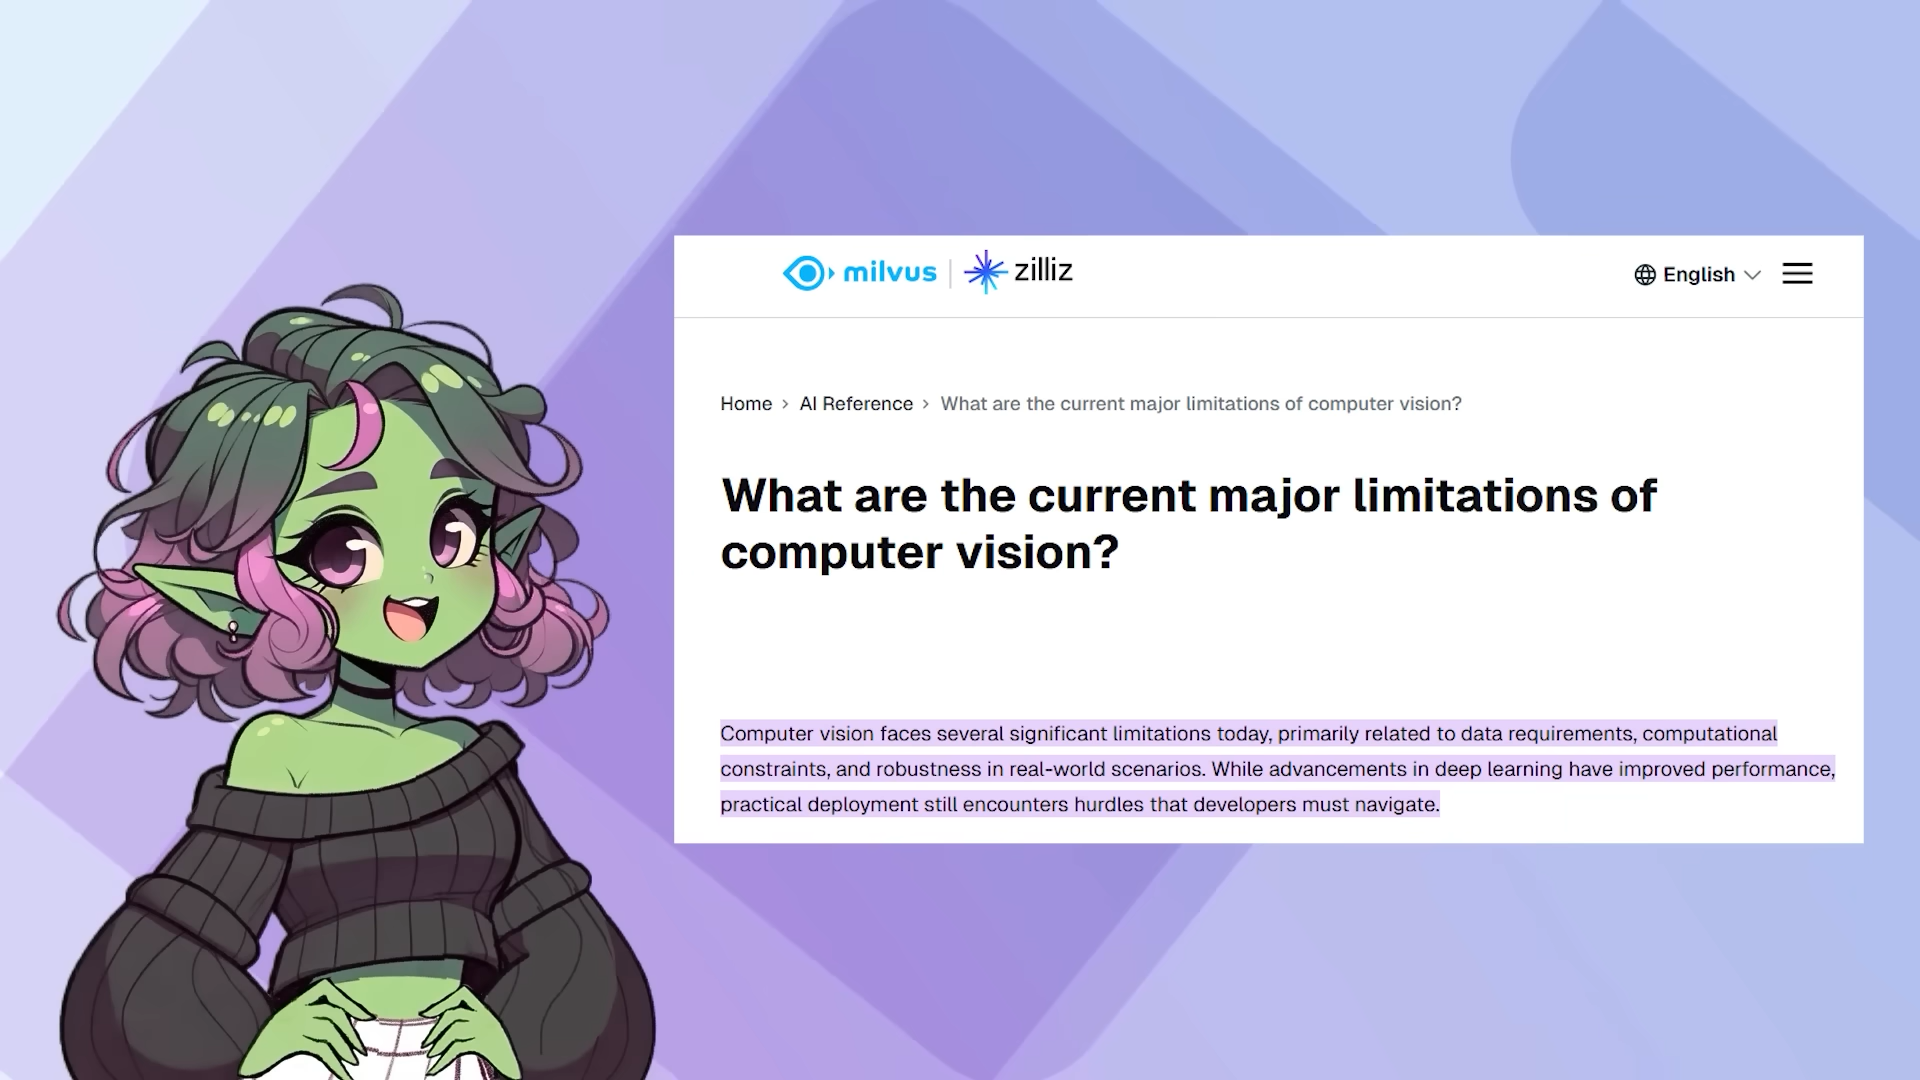 milvus | zilliz
English
Home > AI Reference > What are the current major limitations of computer vision?
What are the current major limitations of
computer vision?
Computer vision faces several significant limitations today, primarily related to data requirements, computational
constraints, and robustness in real-world scenarios. While advancements in deep learning have improved performance,
practical deployment still encounters hurdles that developers must navigate.